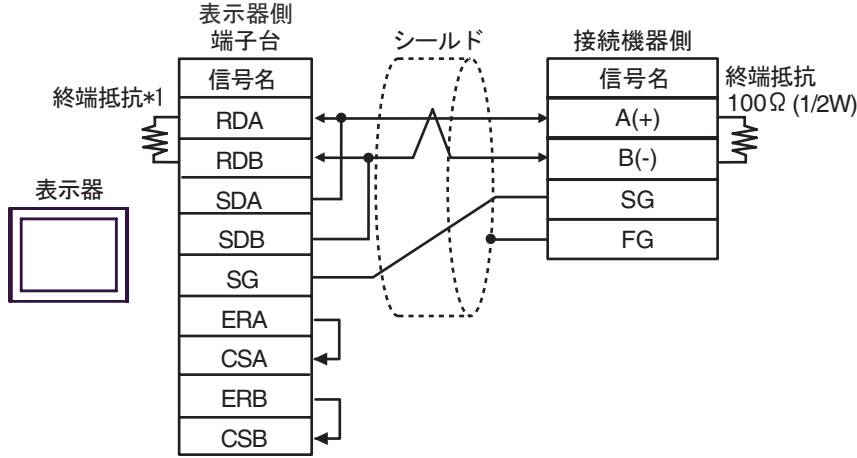 表示器側
端子台
シールド
接続機器側
信号名
信号名
終端抵抗
100Ω (1/2W)
終端抵抗*1
RDA
A(+)
RDB
B(-)
表示器
SDA
SG
SDB
FG
SG
ERA
CSA
ERB
CSB